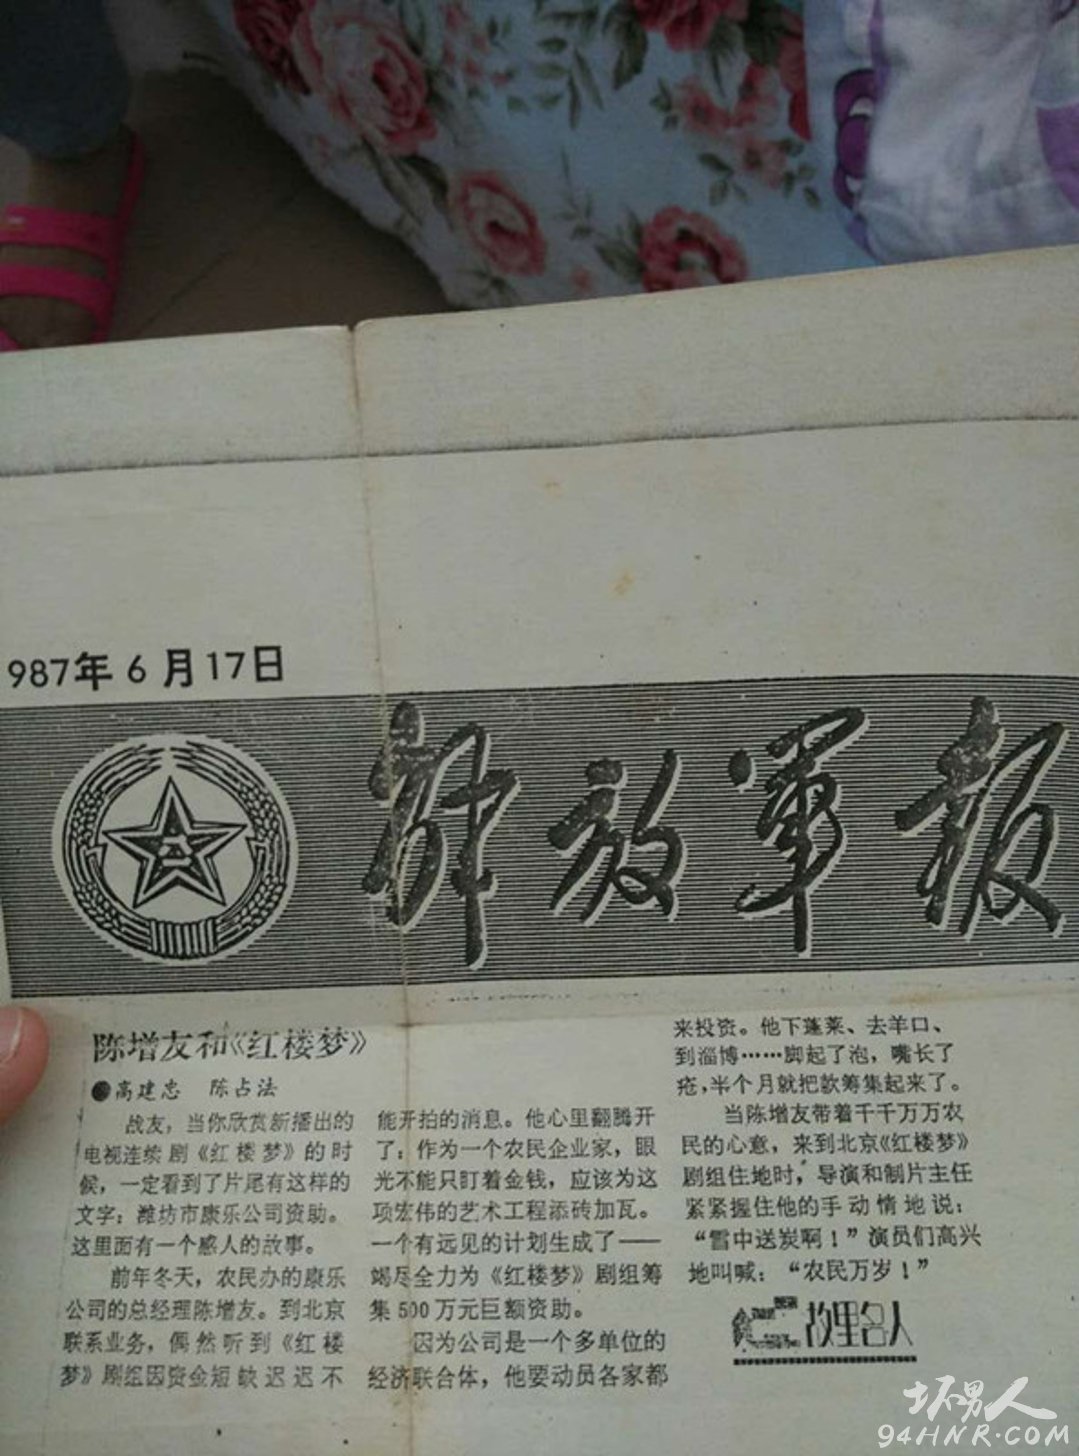 987年6月17日
解放军报
陈增友和《红楼梦》
●高建忠 陈占法
战友，当你欣赏新播出的
电视连续剧《红楼梦》的时
候，一定看到了片尾有这样的
文字：潍坊市康乐公司资助。
这里面有一个感人的故事。
前年冬天，农民办的康乐
公司的总经理陈增友。到北京
联系业务，偶然听到《红楼
梦》剧组因资金短缺迟迟不
能开拍的消息。他心里翻腾开
了：作为一个农民企业家，眼
光不能只盯着金钱，应该为这
项宏伟的艺术工程添砖加瓦。
一个有远见的计划生成了——
竭尽全力为《红楼梦》剧组筹
集500万元巨额资助。
因为公司是一个多单位的
经济联合体，他要动员各家都
来投资。他下蓬莱、去羊口、
到淄博……脚起了泡，嘴长了
疮，半个月就把款筹集起来了。
当陈增友带着千千万万农
民的心意，来到北京《红楼梦》
剧组住地时，导演和制片主任
紧紧握住他的手动情地说：
“雪中送炭啊！”演员们高兴
地叫喊：“农民万岁！”
故里名人
坏男人
94HNR.COM